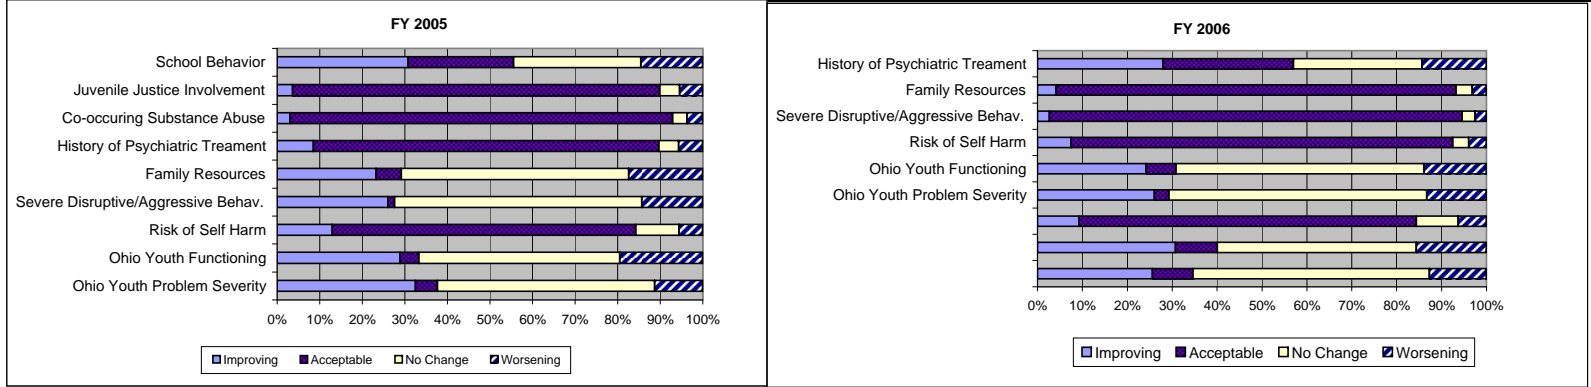 FY 2005
School Behavior
Juvenile Justice Involvement
Co-occuring Substance Abuse
History of Psychiatric Treament
Family Resources
Severe Disruptive/Aggressive Behav.
Risk of Self Harm
Ohio Youth Functioning
Ohio Youth Problem Severity
0% 10% 20% 30% 40% 50% 60% 70% 80% 90% 100%
Improving Acceptable No Change Worsening
FY 2006
History of Psychiatric Treament
Family Resources
Severe Disruptive/Aggressive Behav.
Risk of Self Harm
Ohio Youth Functioning
Ohio Youth Problem Severity
0% 10% 20% 30% 40% 50% 60% 70% 80% 90% 100%
Improving Acceptable No Change Worsening